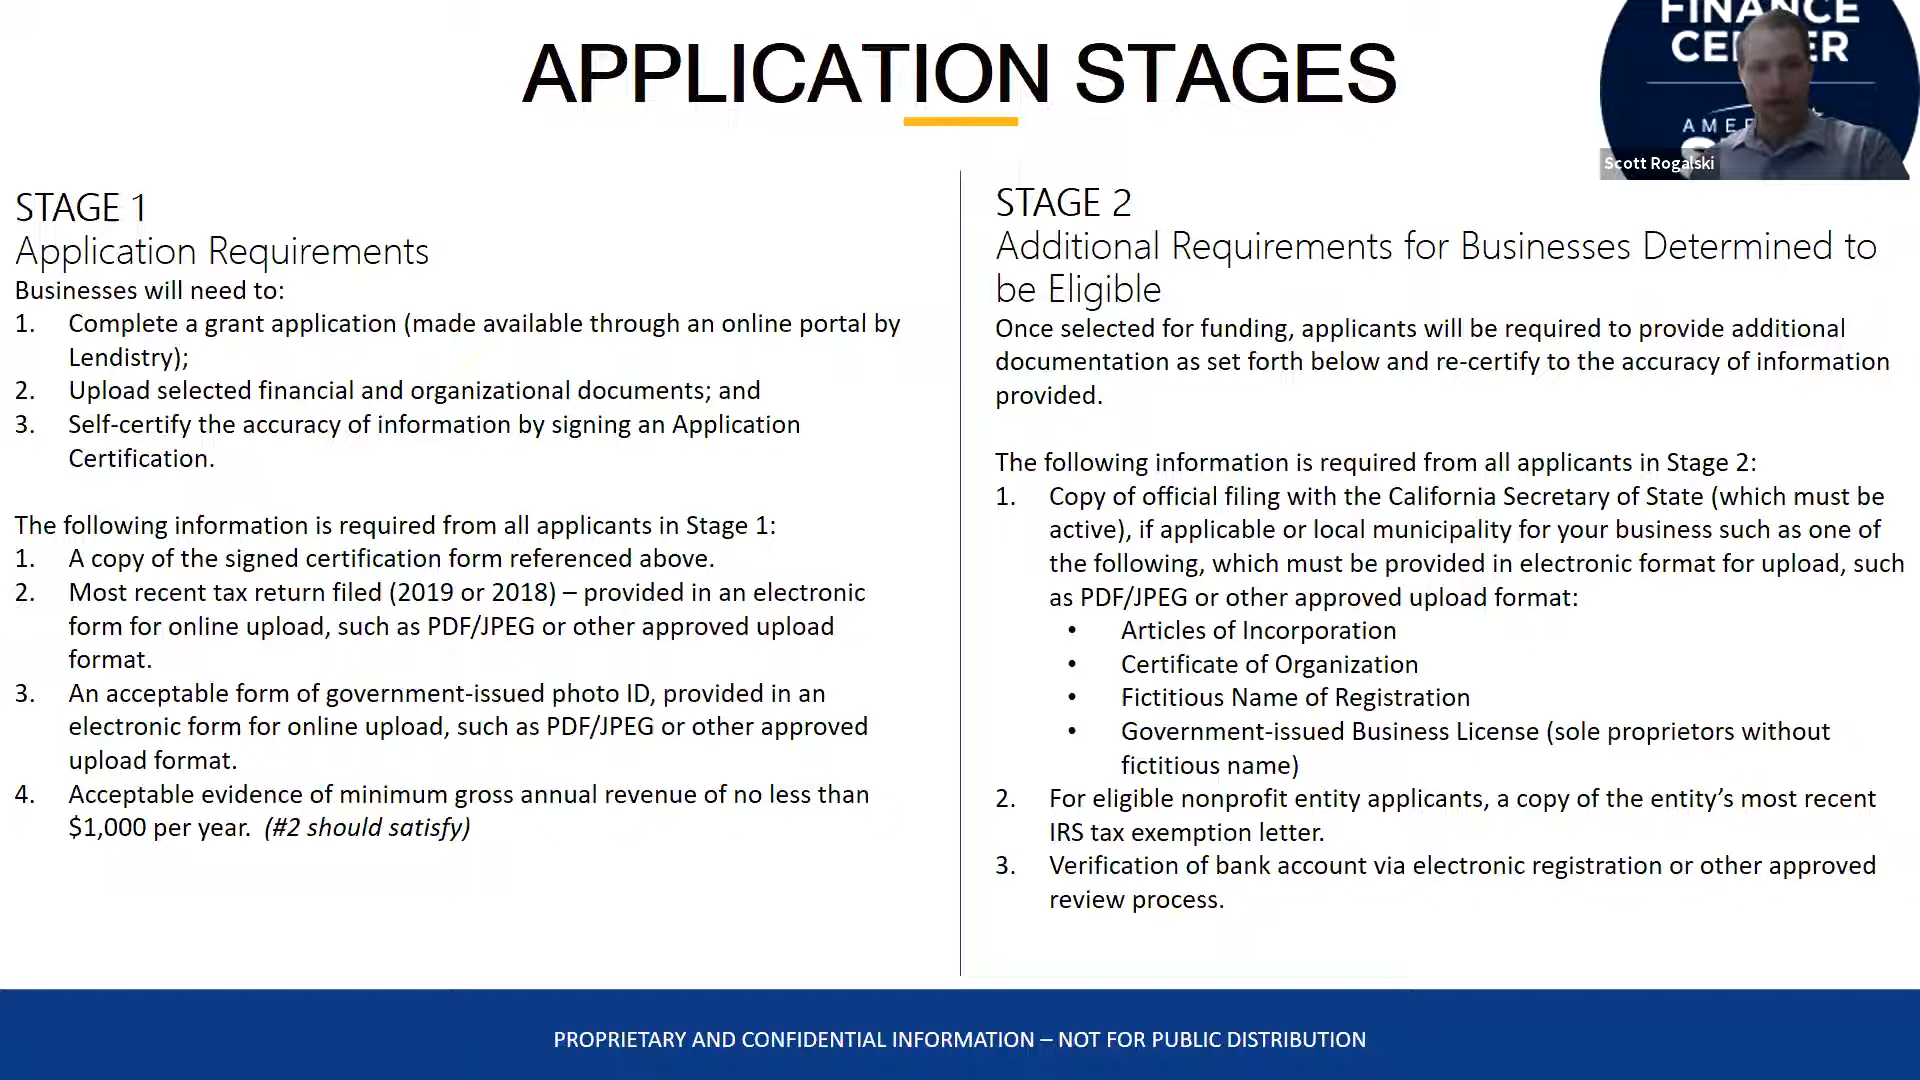 APPLICATION STAGES
FINANCE
CENTER
Scott Rogalski
STAGE 1
Application Requirements
Businesses will need to:
1. Complete a grant application (made available through an online portal by
Lendistry);
2. Upload selected financial and organizational documents; and
3. Self-certify the accuracy of information by signing an Application
Certification.
The following information is required from all applicants in Stage 1:
1. A copy of the signed certification form referenced above.
2. Most recent tax return filed (2019 or 2018) – provided in an electronic
form for online upload, such as PDF/JPEG or other approved upload
format.
3. An acceptable form of government-issued photo ID, provided in an
electronic form for online upload, such as PDF/JPEG or other approved
upload format.
4. Acceptable evidence of minimum gross annual revenue of no less than
$1,000 per year. (#2 should satisfy)
STAGE 2
Additional Requirements for Businesses Determined to
be Eligible
Once selected for funding, applicants will be required to provide additional
documentation as set forth below and re-certify to the accuracy of information
provided.
The following information is required from all applicants in Stage 2:
1. Copy of official filing with the California Secretary of State (which must be
active), if applicable or local municipality for your business such as one of
the following, which must be provided in electronic format for upload, such
as PDF/JPEG or other approved upload format:
• Articles of Incorporation
• Certificate of Organization
• Fictitious Name of Registration
• Government-issued Business License (sole proprietors without
fictitious name)
2. For eligible nonprofit entity applicants, a copy of the entity’s most recent
IRS tax exemption letter.
3. Verification of bank account via electronic registration or other approved
review process.
PROPRIETARY AND CONFIDENTIAL INFORMATION – NOT FOR PUBLIC DISTRIBUTION